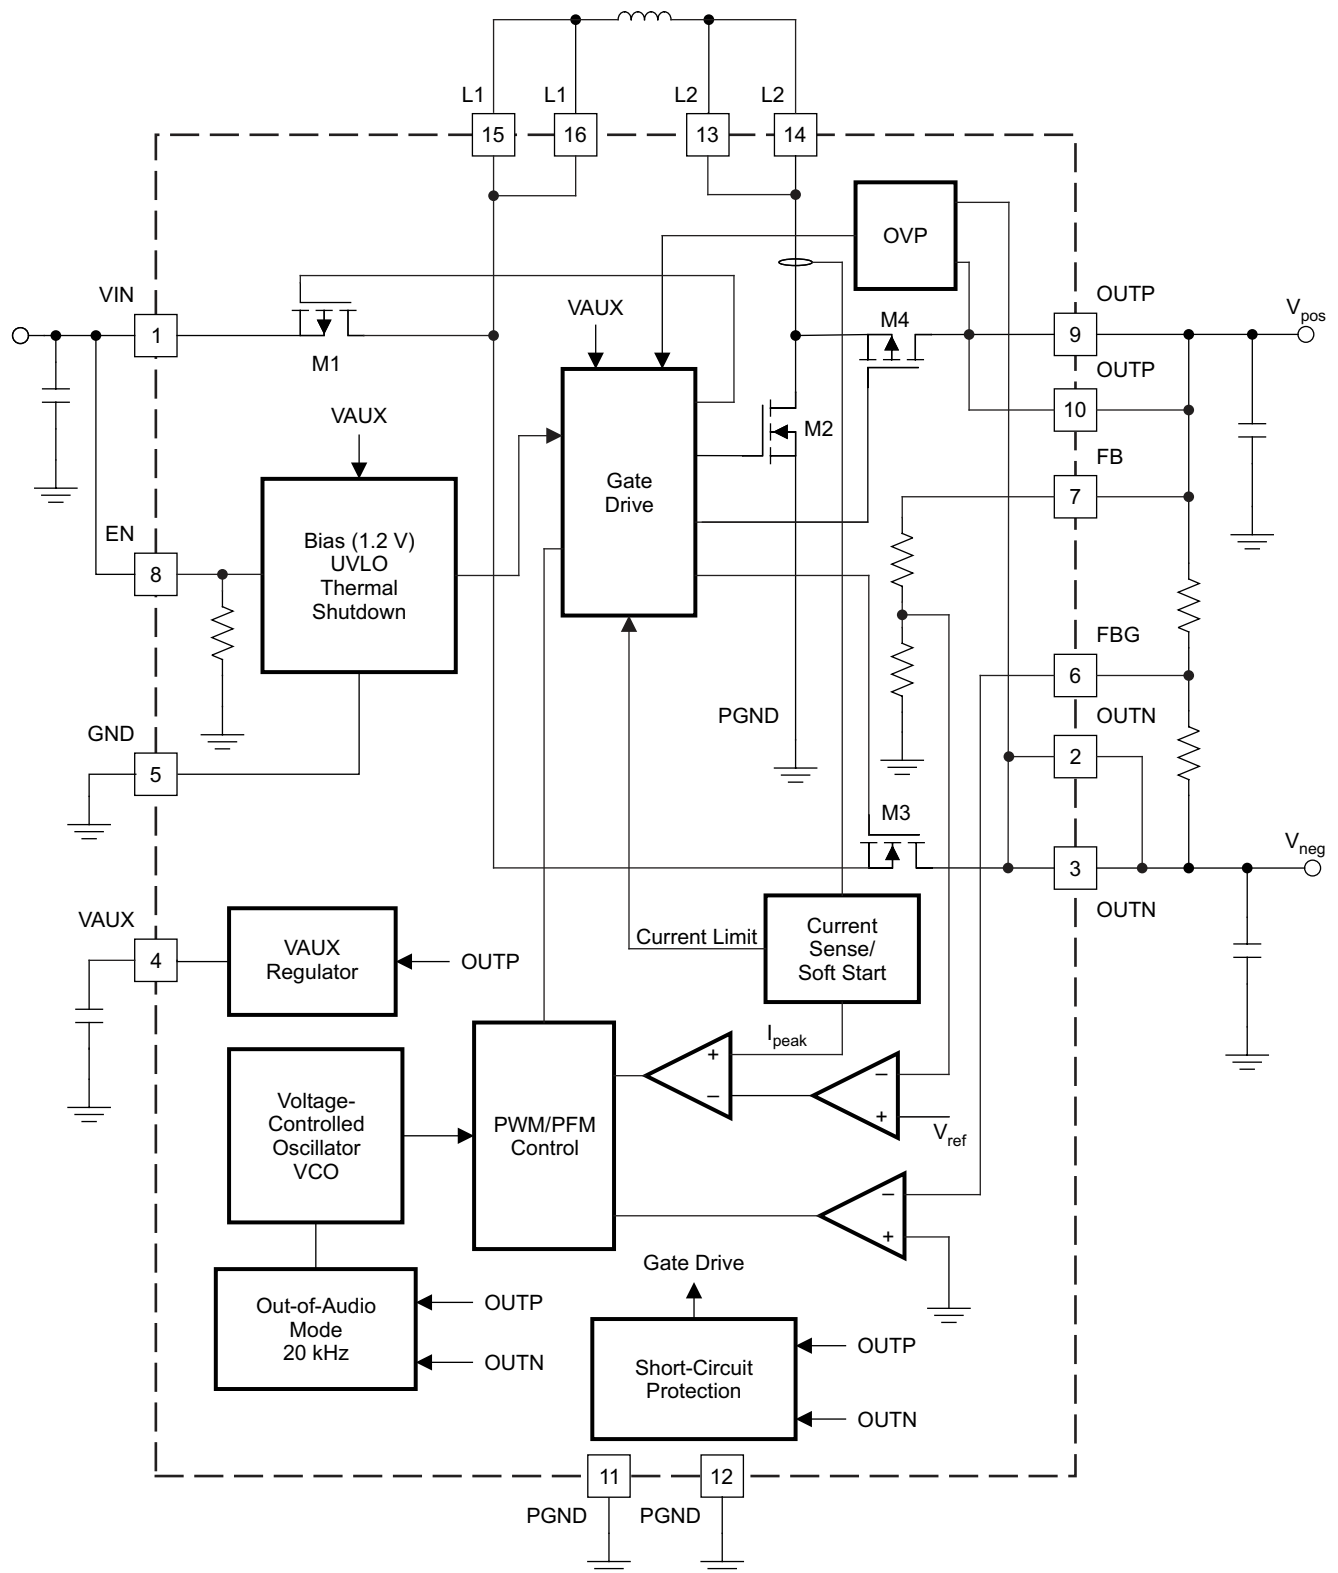 L1
L1
L2
L2
15
16
13
14
OVP
VIN
1
M1
VAUX
M4
OUTP
9
V pos
OUTP
10
VAUX
M2
Gate
Drive
FB
7
EN
8
Bias (1.2 V)
UVLO
Thermal
Shutdown
FBG
6
PGND
OUTN
2
GND
5
M3
3
V neg
OUTN
VAUX
4
VAUX
Regulator
OUTP
Current Limit
Current
Sense/
Soft Start
I peak
+
–
–
+
V ref
Voltage-
Controlled
Oscillator
VCO
PWM/PFM
Control
–
+
Gate Drive
Out-of-Audio
Mode
20 kHz
OUTP
OUTN
Short-Circuit
Protection
OUTP
OUTN
11
12
PGND
PGND